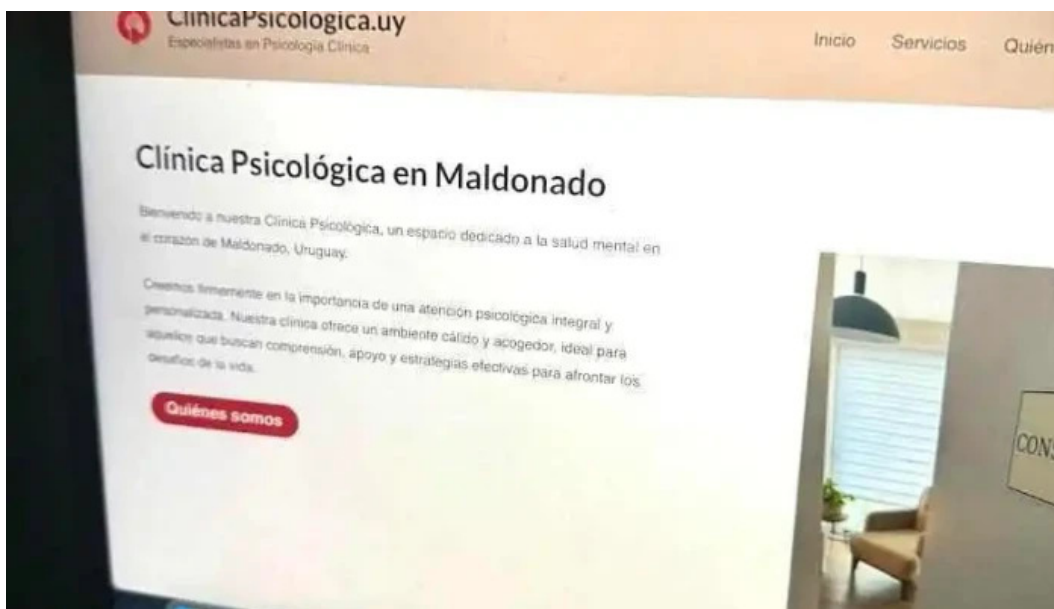 ClinicaPsicologica.uy
Especialistas en Psicología Clínica
Inicio Servicios Quién
Clínica Psicológica en Maldonado
Bienvenido a nuestra Clínica Psicológica, un espacio dedicado a la salud mental en
el corazón de Maldonado, Uruguay.
Creemos firmemente en la importancia de una atención psicológica integral y
personalizada. Nuestra clínica ofrece un ambiente cálido y acogedor, ideal para
aquellos que buscan comprensión, apoyo y estrategias efectivas para afrontar los
desafíos de la vida.
Quiénes somos
CONS